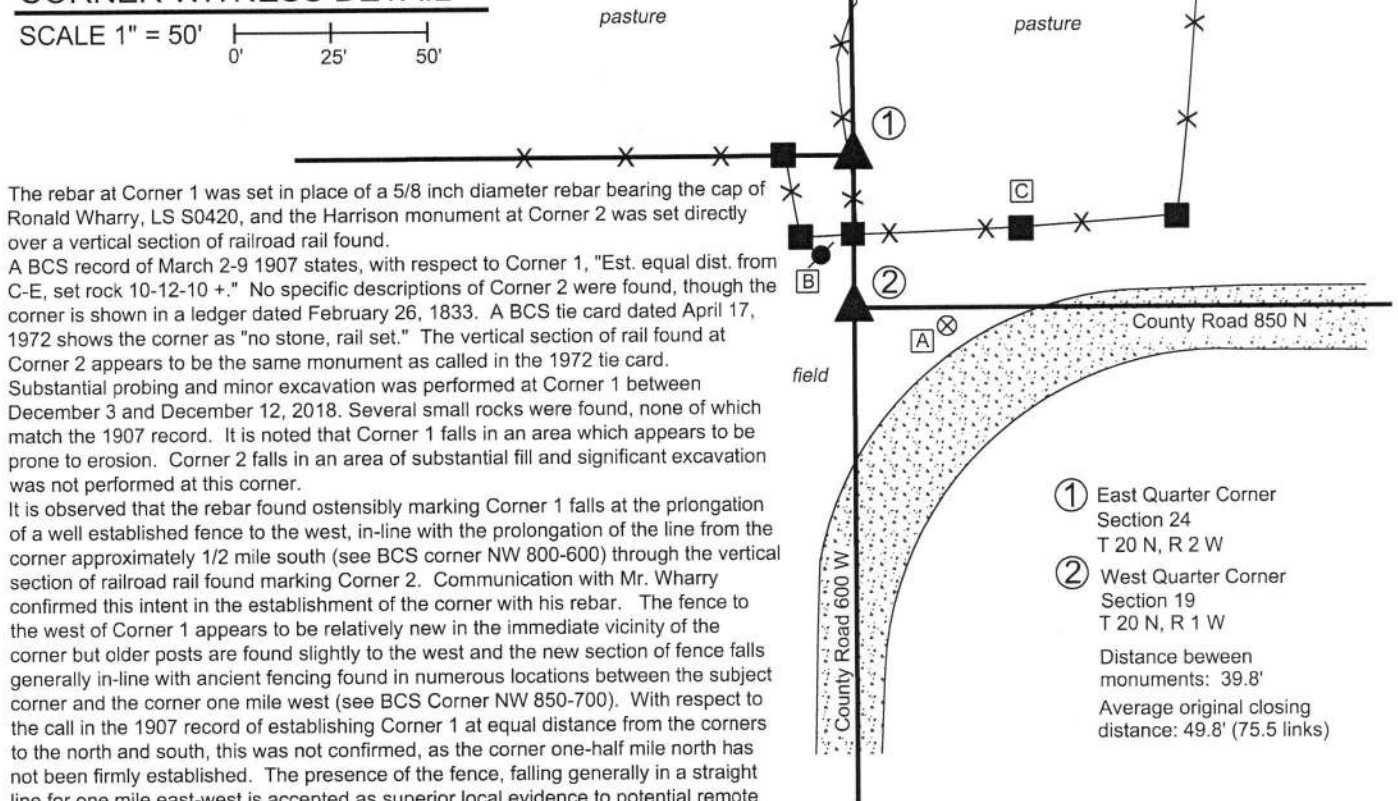 CORNER WITNESS DETAIL
SCALE 1" = 50'
0' 25' 50'
pasture
pasture
1
C
B
2
A
County Road 850 N
field
County Road 600 W
The rebar at Corner 1 was set in place of a 5/8 inch diameter rebar bearing the cap of
Ronald Wharry, LS S0420, and the Harrison monument at Corner 2 was set directly
over a vertical section of railroad rail found.
A BCS record of March 2-9 1907 states, with respect to Corner 1, "Est. equal dist. from
C-E, set rock 10-12-10 +." No specific descriptions of Corner 2 were found, though the
corner is shown in a ledger dated February 26, 1833. A BCS tie card dated April 17,
1972 shows the corner as "no stone, rail set." The vertical section of rail found at
Corner 2 appears to be the same monument as called in the 1972 tie card.
Substantial probing and minor excavation was performed at Corner 1 between
December 3 and December 12, 2018. Several small rocks were found, none of which
match the 1907 record. It is noted that Corner 1 falls in an area which appears to be
prone to erosion. Corner 2 falls in an area of substantial fill and significant excavation
was not performed at this corner.
It is observed that the rebar found ostensibly marking Corner 1 falls at the prlongation
of a well established fence to the west, in-line with the prolongation of the line from the
corner approximately 1/2 mile south (see BCS corner NW 800-600) through the vertical
section of railroad rail found marking Corner 2. Communication with Mr. Wharry
confirmed this intent in the establishment of the corner with his rebar. The fence to
the west of Corner 1 appears to be relatively new in the immediate vicinity of the
corner but older posts are found slightly to the west and the new section of fence falls
generally in-line with ancient fencing found in numerous locations between the subject
corner and the corner one mile west (see BCS Corner NW 850-700). With respect to
the call in the 1907 record of establishing Corner 1 at equal distance from the corners
to the north and south, this was not confirmed, as the corner one-half mile north has
not been firmly established. The presence of the fence, falling generally in a straight
line for one mile east-west is accepted as superior local evidence to potential remote
1 East Quarter Corner
Section 24
T 20 N, R 2 W
2 West Quarter Corner
Section 19
T 20 N, R 1 W
Distance beween
monuments: 39.8'
Average original closing
distance: 49.8' (75.5 links)